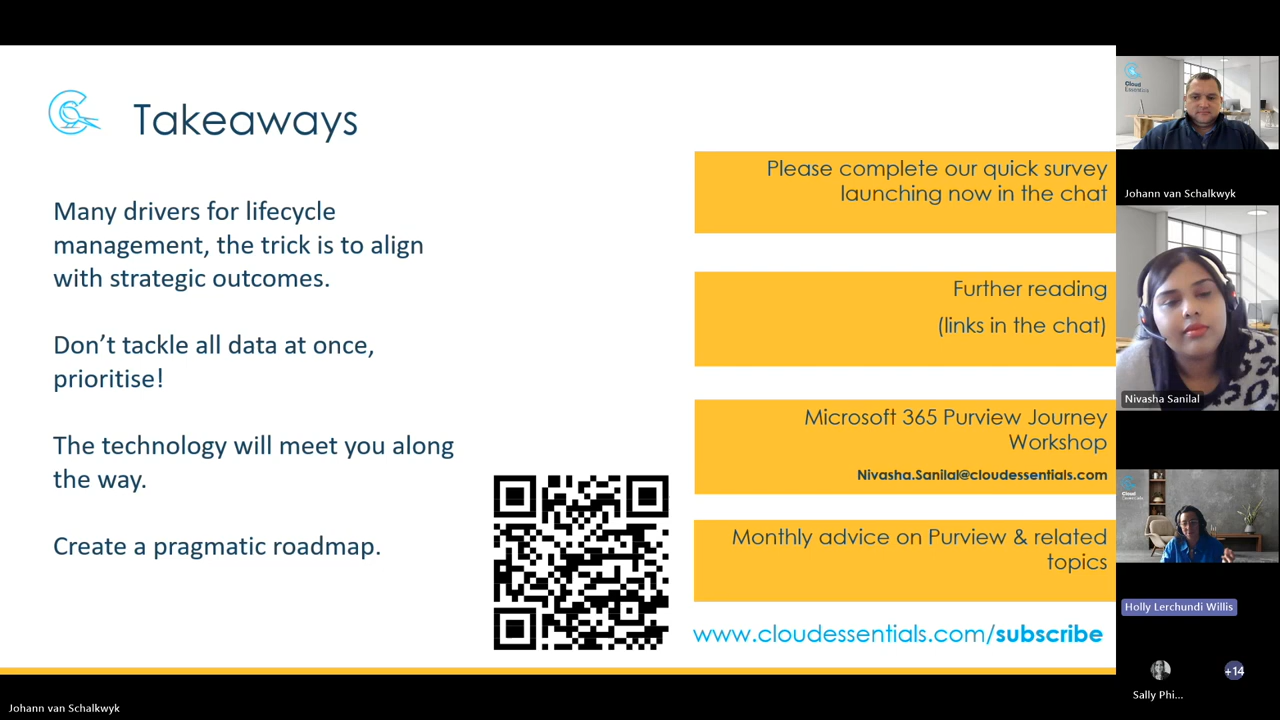 Takeaways
Many drivers for lifecycle
management, the trick is to align
with strategic outcomes.
Don’t tackle all data at once,
prioritise!
The technology will meet you along
the way.
Create a pragmatic roadmap.
Please complete our quick survey
launching now in the chat
Further reading
(links in the chat)
Microsoft 365 Purview Journey
Workshop
Nivasha.Sanilal@cloudessentials.com
Monthly advice on Purview & related
topics
www.cloudessentials.com/subscribe
Cloud
Essentials
Johann van Schalkwyk
Nivasha Sanilal
Cloud
Essentials
Holly Lerchundi Willis
Sally Phi...
+14
Johann van Schalkwyk